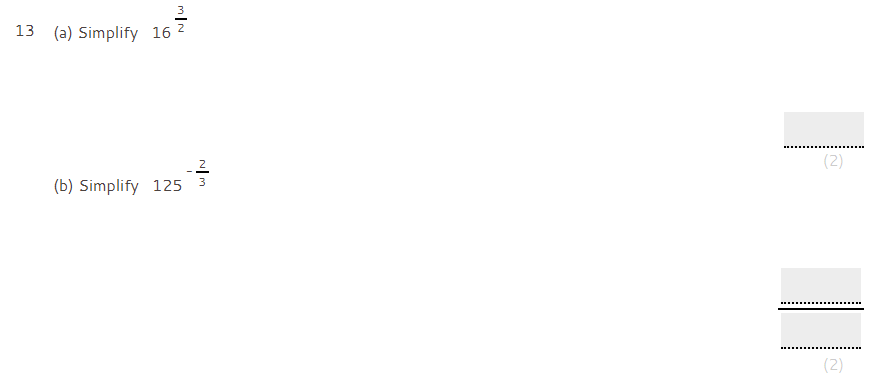 13 (a) Simplify 16^(3/2)
(2)
(b) Simplify 125^(-2/3)
(2)